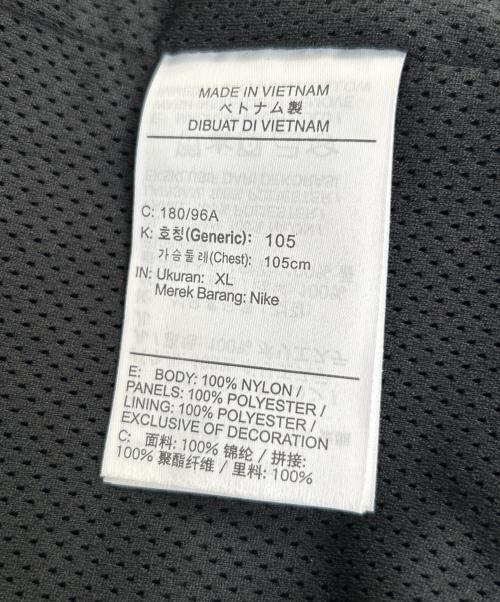 MADE IN VIETNAM
ベトナム製
DIBUAT DI VIETNAM
C: 180/96A
K: 호칭(Generic): 105
가슴둘레(Chest): 105cm
IN: Ukuran: XL
Merek Barang: Nike
E: BODY: 100% NYLON /
PANELS: 100% POLYESTER /
LINING: 100% POLYESTER /
EXCLUSIVE OF DECORATION
C: 面料: 100% 锦纶 / 拼接:
100% 聚酯纤维 / 里料: 100%